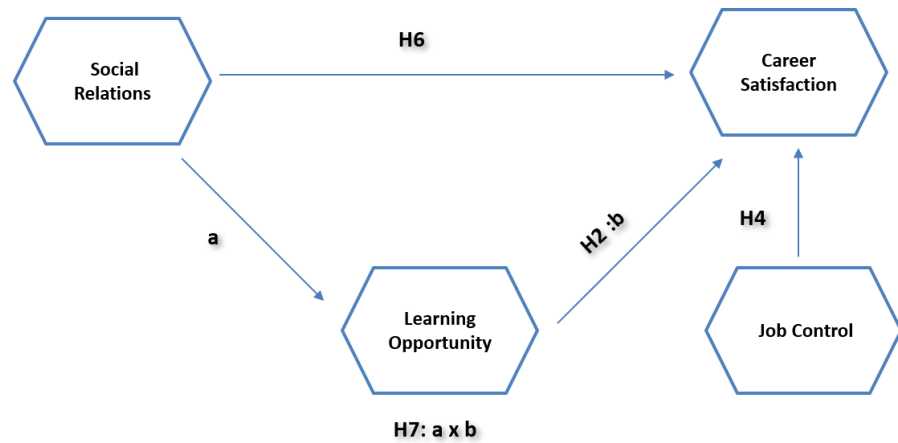 H6
Social
Relations
Career
Satisfaction
a
H2 :b
H4
Learning
Opportunity
Job Control
H7: a x b